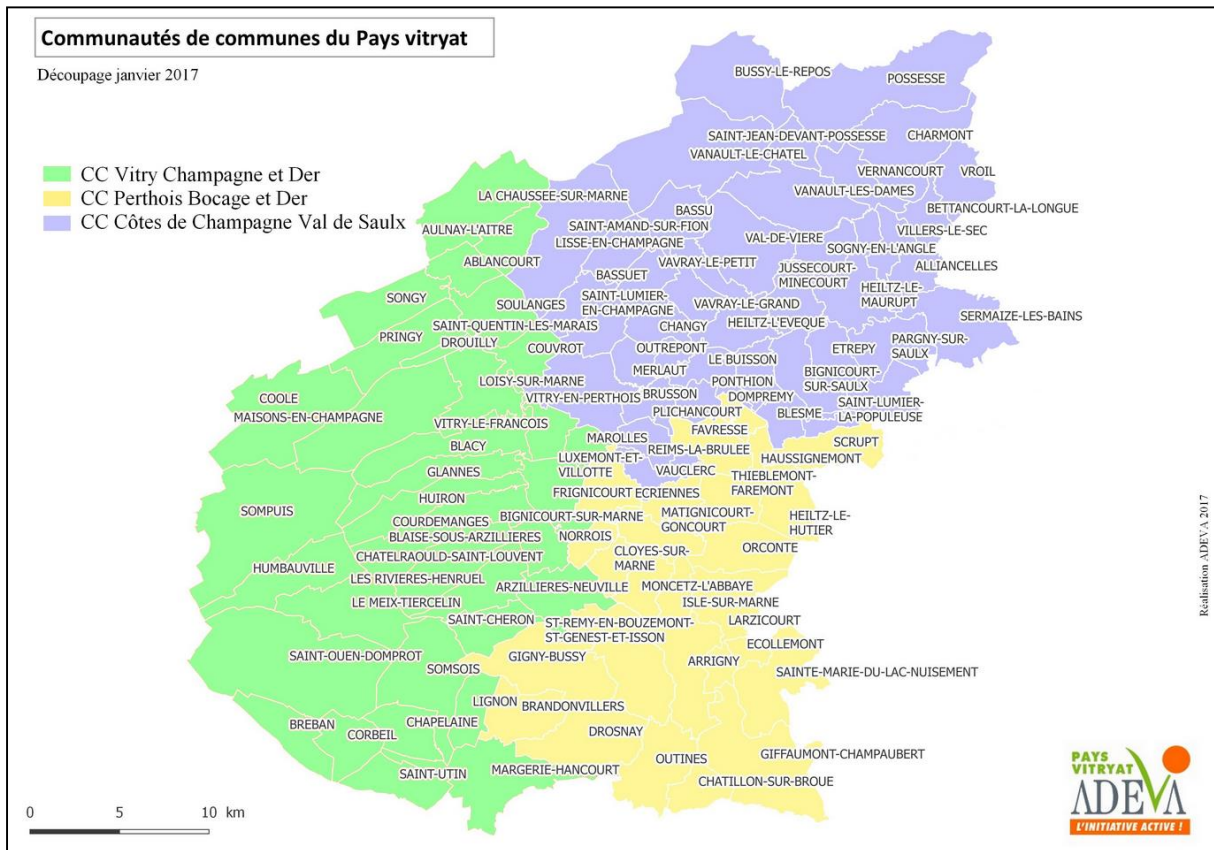 Communautés de communes du Pays vitryat
Découpage janvier 2017
CC Vitry Champagne et Der
CC Perthois Bocage et Der
CC Côtes de Champagne Val de Saulx
BUSSY-LE-REPOS
POSSESSE
SAINT-JEAN-DEVANT-POSSESSE
CHARMONT
VANAULT-LE-CHATEL
VERNANCOURT
VROIL
LA CHAUSSEE-SUR-MARNE
VANAULT-LES-DAMES
BETTANCOURT-LA-LONGUE
BASSU
AULNAY-L'AITRE
SAINT-AMAND-SUR-FION
VILLERS-LE-SEC
LISSE-EN-CHAMPAGNE
VAL-DE-VIERE
SOGNY-EN-L'ANGLE
ABLANCOURT
VAVRAY-LE-PETIT
ALLIANCELLES
BASSUET
JUSSECOURT-
MINECOURT
HEILTZ-LE-
MAURUPT
SONGY
SOULANGES
SAINT-LUMIER-
EN-CHAMPAGNE
VAVRAY-LE-GRAND
SERMAIZE-LES-BAINS
SAINT-QUENTIN-LES-MARAIS
CHANGY
HEILTZ-L'EVEQUE
PRINGY
DROUILLY
COUVROT
OUTREPONT
ETREPY
PARGNY-SUR-
SAULX
LE BUISSON
MERLAUT
BIGNICOURT-
SUR-SAULX
LOISY-SUR-MARNE
PONTHION
COOLE
VITRY-EN-PERTHOIS
BRUSSON
DOMPREMY
SAINT-LUMIER-
LA-POPULEUSE
MAISONS-EN-CHAMPAGNE
PLICHANCOURT
BLESME
VITRY-LE-FRANCOIS
FAVRESSE
BLACY
MAROLLES
REIMS-LA-BRULEE
SCRUPT
LUXEMONT-ET-
VILLOTTE
HAUSSIGNEMONT
GLANNES
VAUCLERC
THIEBLEMONT-
FAREMONT
HUIRON
FRIGNICOURT
ECRIENNES
SOMPUIS
COURDEMANGES
BIGNICOURT-SUR-MARNE
MATIGNICOURT-
GONCOURT
HEILTZ-LE-
HUTIER
BLAISE-SOUS-ARZILLIERES
NORROIS
CHATELRAOULD-SAINT-LOUVENT
CLOYES-SUR-
MARNE
ORCONTE
HUMBAUVILLE
LES RIVIERES-HENRUEL
ARZILLIERES-NEUVILLE
MONCETZ-L'ABBAYE
LE MEIX-TIERCELIN
ISLE-SUR-MARNE
SAINT-CHERON
ST-REMY-EN-BOUZEMONT-
ST-GENEST-ET-ISSON
LARZICOURT
ECOLLEMONT
SAINT-OUEN-DOMPROT
GIGNY-BUSSY
ARRIGNY
SOMSOIS
SAINTE-MARIE-DU-LAC-NUISEMENT
LIGNON
BRANDONVILLERS
BREBAN
CORBEIL
CHAPELAINE
DROSNAY
OUTINES
GIFFAUMONT-CHAMPAUBERT
SAINT-UTIN
MARGERIE-HANCOURT
CHATILLON-SUR-BROUE
0 5 10 km
Réalisation ADEVA 2017
PAYS
VITRYAT
ADEVA
L'INITIATIVE ACTIVE !